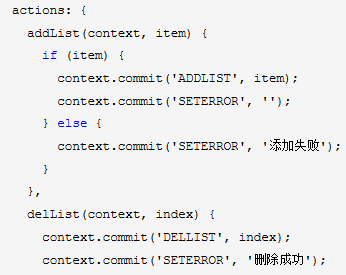 actions: {
  addList(context, item) {
    if (item) {
      context.commit('ADDLIST', item);
      context.commit('SETERROR', '');
    } else {
      context.commit('SETERROR', '添加失败');
    }
  },
  delList(context, index) {
    context.commit('DELLIST', index);
    context.commit('SETERROR', '删除成功');